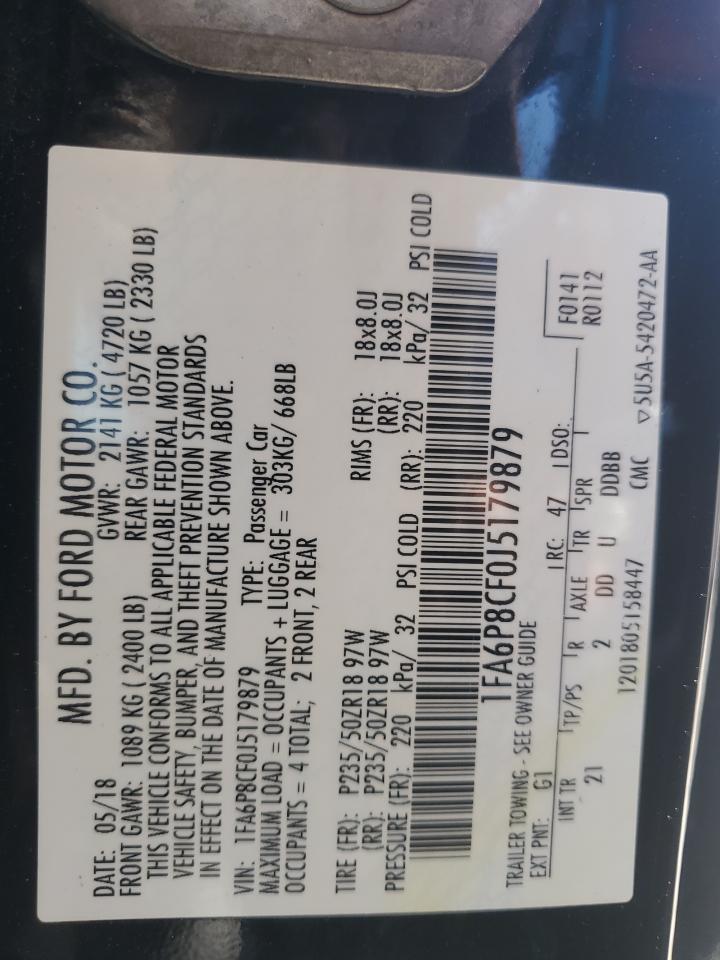 MFD. BY FORD MOTOR CO.
DATE: 05/18 GVWR: 2141 KG ( 4720 LB)
FRONT GAWR: 1089 KG ( 2400 LB) REAR GAWR: 1057 KG ( 2330 LB)
THIS VEHICLE CONFORMS TO ALL APPLICABLE FEDERAL MOTOR
VEHICLE SAFETY, BUMPER, AND THEFT PREVENTION STANDARDS
IN EFFECT ON THE DATE OF MANUFACTURE SHOWN ABOVE.
VIN: 1FA6P8CF0J5179879 TYPE: Passenger Car
MAXIMUM LOAD = OCCUPANTS + LUGGAGE = 303KG/ 668LB
OCCUPANTS = 4 TOTAL; 2 FRONT, 2 REAR
TIRE (FR): P235/50ZR18 97W RIMS (FR): 18x8.0J
(RR): P235/50ZR18 97W (RR): 18x8.0J
PRESSURE (FR): 220 kPa/ 32 PSI COLD (RR): 220 kPa/ 32 PSI COLD
1FA6P8CF0J5179879
TRAILER TOWING - SEE OWNER GUIDE
EXT PNT: G1 RC: 47 DSO: F0141
INT TR TP/PS R AXLE TR SPR R0112
21 2 DD U DDBB
1201805158447 CMC ▽5U5A-5420472-AA